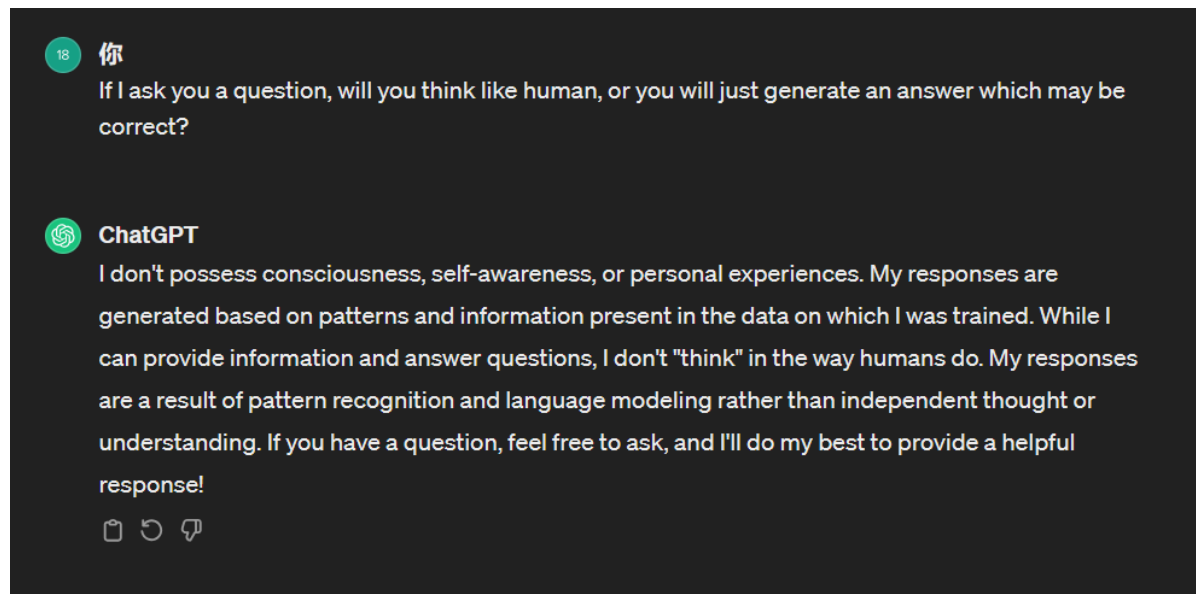 18
你
If I ask you a question, will you think like human, or you will just generate an answer which may be
correct?
ChatGPT
I don't possess consciousness, self-awareness, or personal experiences. My responses are
generated based on patterns and information present in the data on which I was trained. While I
can provide information and answer questions, I don't "think" in the way humans do. My responses
are a result of pattern recognition and language modeling rather than independent thought or
understanding. If you have a question, feel free to ask, and I'll do my best to provide a helpful
response!